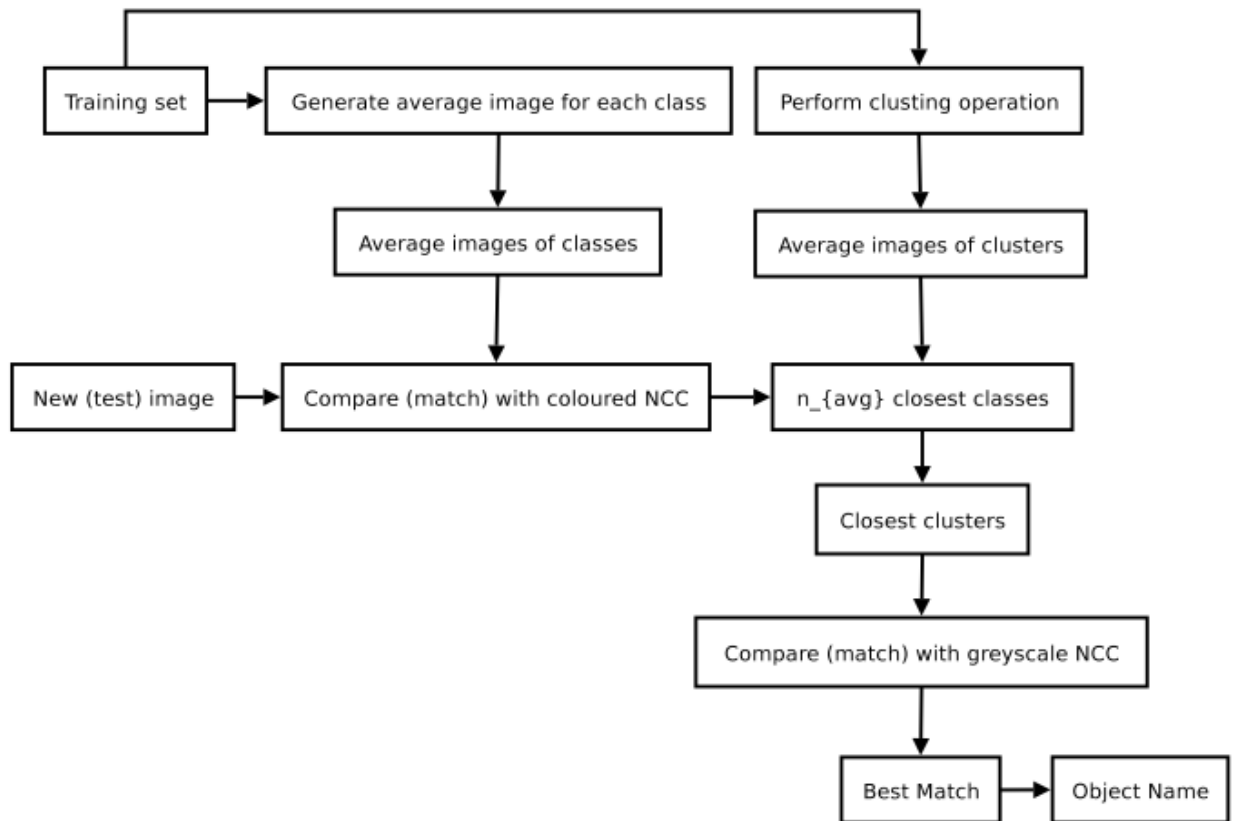 Training set
Generate average image for each class
Perform clusting operation
Average images of classes
Average images of clusters
New (test) image
Compare (match) with coloured NCC
n_{avg} closest classes
Closest clusters
Compare (match) with greyscale NCC
Best Match
Object Name